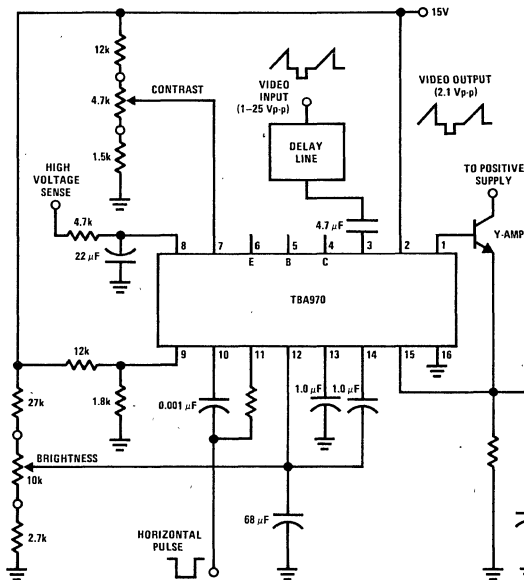 15V
12k
CONTRAST
4.7k
1.5k
VIDEO
INPUT
(1–25 Vp-p)
VIDEO OUTPUT
(2.1 Vp-p)
DELAY
LINE
HIGH
VOLTAGE
SENSE
TO POSITIVE
SUPPLY
4.7k
4.7 µF
Y-AMP
22 µF
8 7 6 5 4 3 2 1
E B C
TBA970
9 10 11 12 13 14 15 16
12k
1.8k
0.001 µF
1.0 µF
1.0 µF
27k
BRIGHTNESS
10k
68 µF
2.7k
HORIZONTAL
PULSE